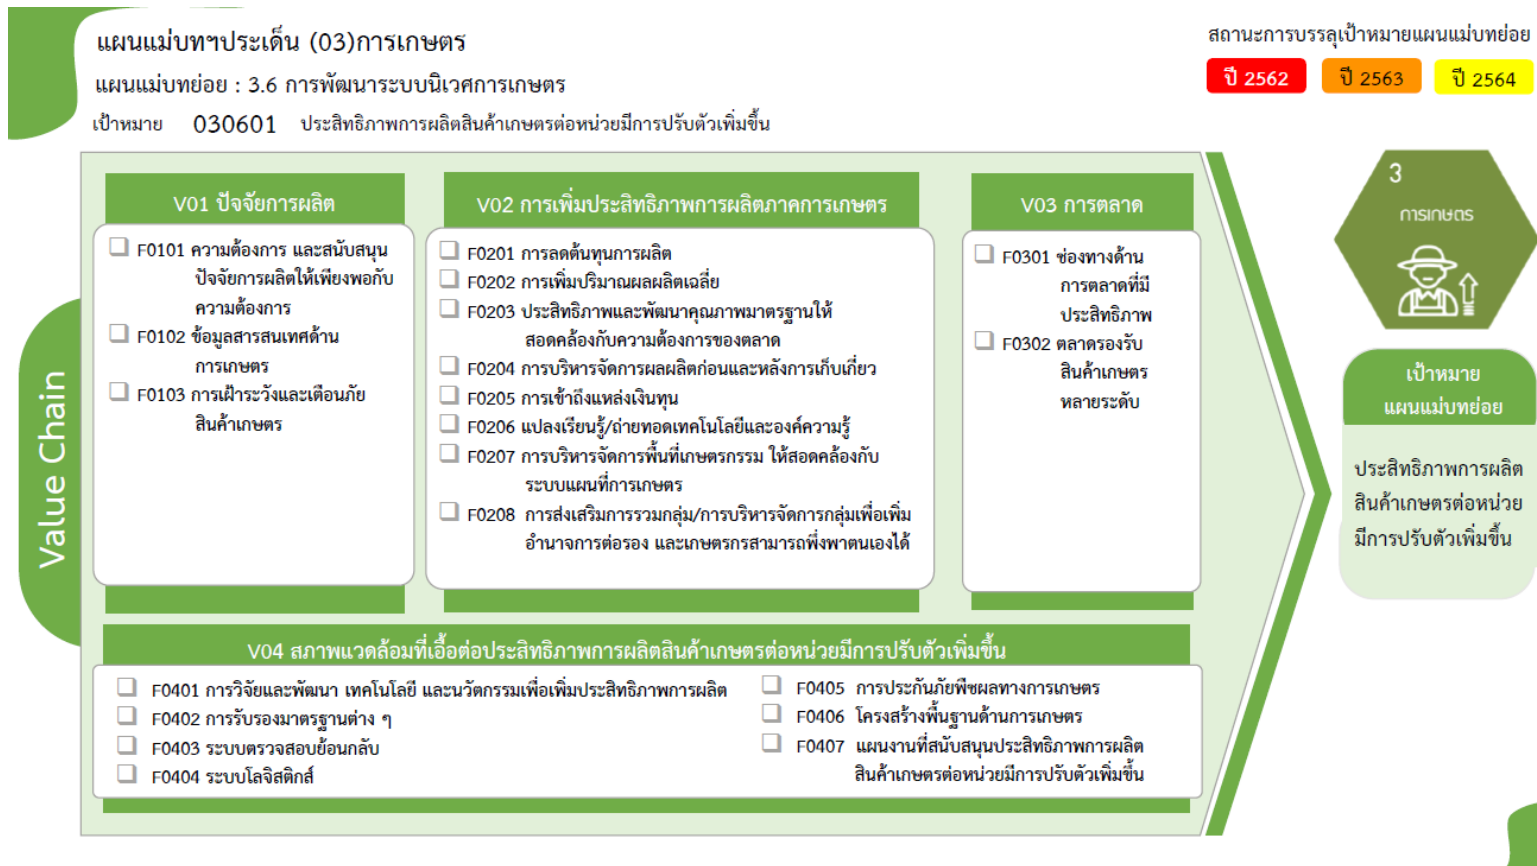 แผนแม่บทฯประเด็น (03)การเกษตร
แผนแม่บทย่อย : 3.6 การพัฒนาระบบนิเวศการเกษตร
เป้าหมาย 030601 ประสิทธิภาพการผลิตสินค้าเกษตรต่อหน่วยมีการปรับตัวเพิ่มขึ้น
สถานะการบรรลุเป้าหมายแผนแม่บทย่อย
ปี 2562 ปี 2563 ปี 2564
Value Chain
V01 ปัจจัยการผลิต
F0101 ความต้องการ และสนับสนุน
ปัจจัยการผลิตให้เพียงพอกับ
ความต้องการ
F0102 ข้อมูลสารสนเทศด้าน
การเกษตร
F0103 การเฝ้าระวังและเตือนภัย
สินค้าเกษตร
V02 การเพิ่มประสิทธิภาพการผลิตภาคการเกษตร
F0201 การลดต้นทุนการผลิต
F0202 การเพิ่มปริมาณผลผลิตเฉลี่ย
F0203 ประสิทธิภาพและพัฒนาคุณภาพมาตรฐานให้
สอดคล้องกับความต้องการของตลาด
F0204 การบริหารจัดการผลผลิตก่อนและหลังการเก็บเกี่ยว
F0205 การเข้าถึงแหล่งเงินทุน
F0206 แปลงเรียนรู้/ถ่ายทอดเทคโนโลยีและองค์ความรู้
F0207 การบริหารจัดการพื้นที่เกษตรกรรม ให้สอดคล้องกับ
ระบบแผนที่การเกษตร
F0208 การส่งเสริมการรวมกลุ่ม/การบริหารจัดการกลุ่มเพื่อเพิ่ม
อำนาจการต่อรอง และเกษตรกรสามารถพึ่งพาตนเองได้
V03 การตลาด
F0301 ช่องทางด้าน
การตลาดที่มี
ประสิทธิภาพ
F0302 ตลาดรองรับ
สินค้าเกษตร
หลายระดับ
V04 สภาพแวดล้อมที่เอื้อต่อประสิทธิภาพการผลิตสินค้าเกษตรต่อหน่วยมีการปรับตัวเพิ่มขึ้น
F0401 การวิจัยและพัฒนา เทคโนโลยี และนวัตกรรมเพื่อเพิ่มประสิทธิภาพการผลิต
F0402 การรับรองมาตรฐานต่าง ๆ
F0403 ระบบตรวจสอบย้อนกลับ
F0404 ระบบโลจิสติกส์
F0405 การประกันภัยพืชผลทางการเกษตร
F0406 โครงสร้างพื้นฐานด้านการเกษตร
F0407 แผนงานที่สนับสนุนประสิทธิภาพการผลิต
สินค้าเกษตรต่อหน่วยมีการปรับตัวเพิ่มขึ้น
3
การเกษตร
เป้าหมาย
แผนแม่บทย่อย
ประสิทธิภาพการผลิต
สินค้าเกษตรต่อหน่วย
มีการปรับตัวเพิ่มขึ้น